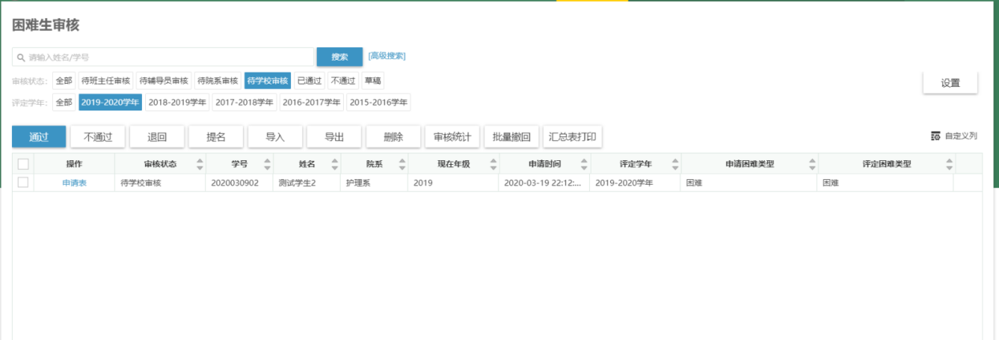 困难生审核
请输入姓名/学号 搜索 [高级搜索]
审核状态: 全部 待班主任审核 待辅导员审核 待院系审核 待学校审核 已通过 不通过 草稿
设置
评定学年: 全部 2019-2020学年 2018-2019学年 2017-2018学年 2016-2017学年 2015-2016学年
通过 不通过 退回 提名 导入 导出 删除 审核统计 批量撤回 汇总表打印 自定义列
操作 审核状态 学号 姓名 院系 现在年级 申请时间 评定学年 申请困难类型 评定困难类型
申请表 待学校审核 2020030902 测试学生2 护理系 2019 2020-03-19 22:12:... 2019-2020学年 困难 困难